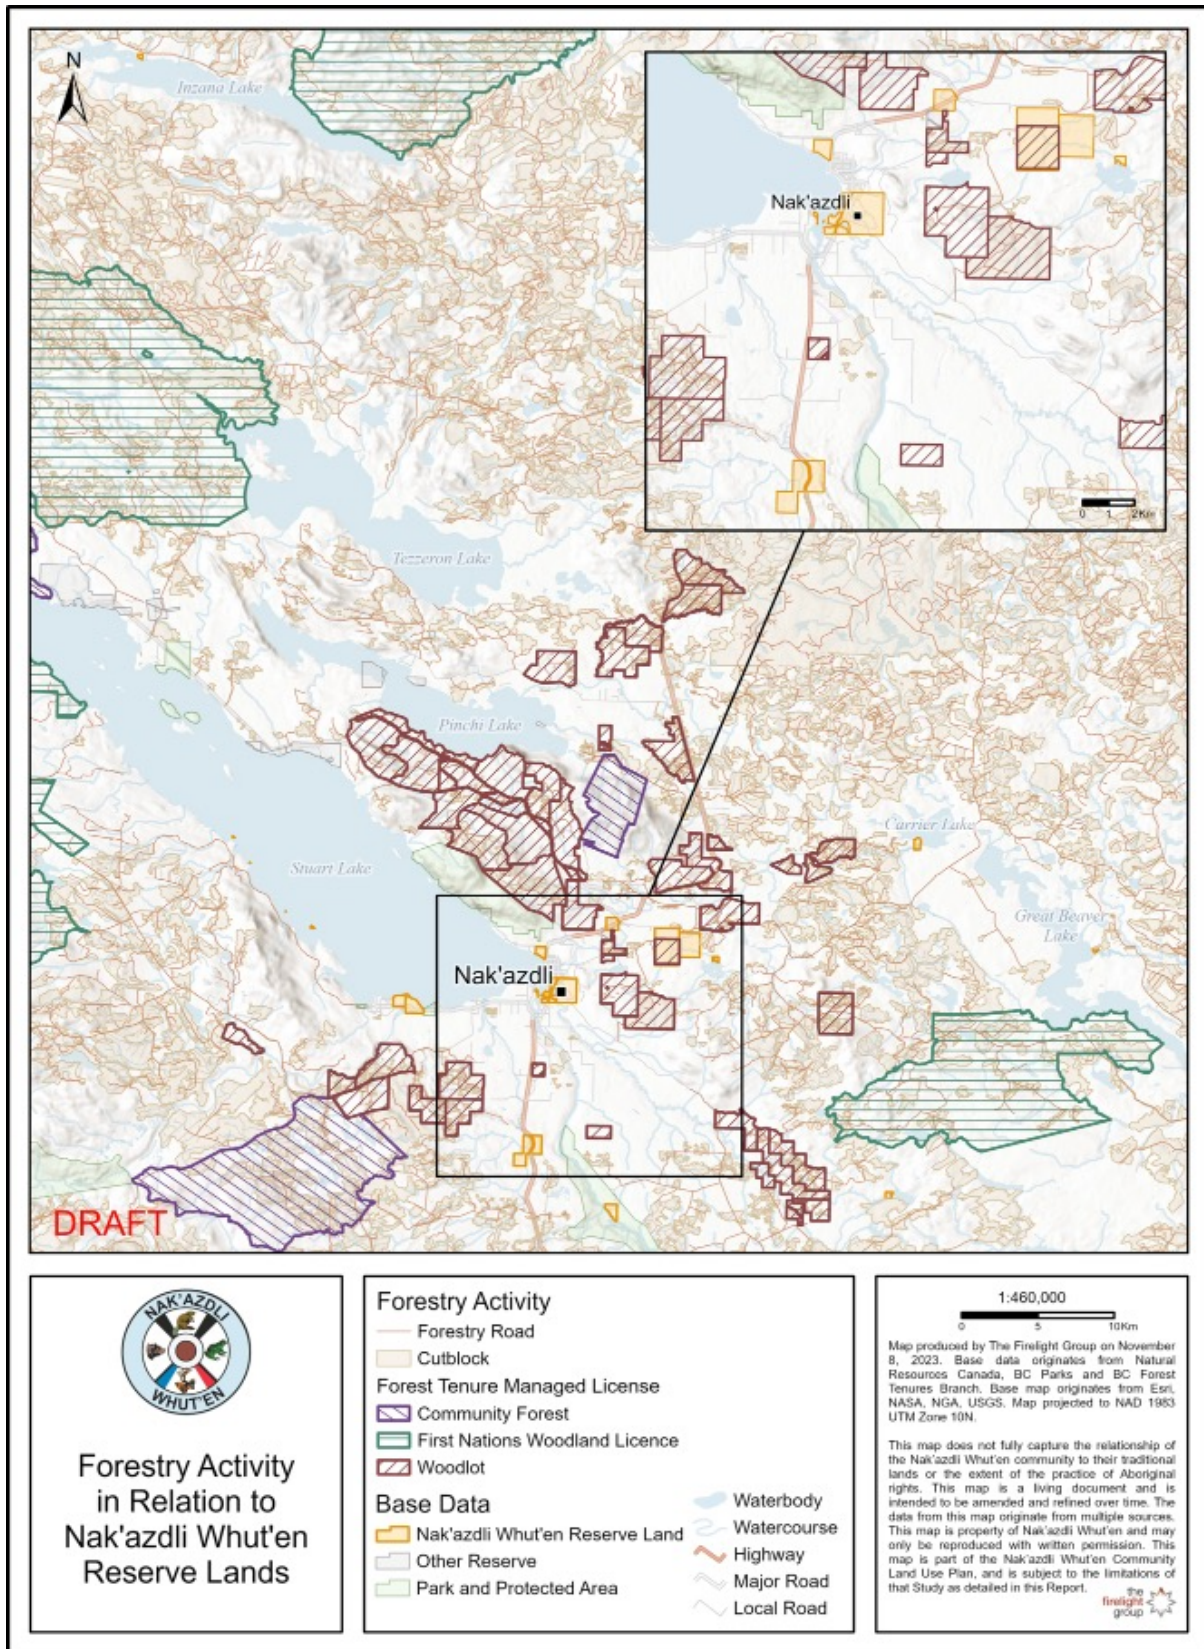 N
Inzana Lake
Nak'azdli
0 1 2Km
Tezzeron Lake
Pinchi Lake
Carrier Lake
Stuart Lake
Great Beaver
Lake
Nak'azdli
DRAFT
NAK'AZDLI
WHUT'EN
Forestry Activity
in Relation to
Nak'azdli Whut'en
Reserve Lands
Forestry Activity
Forestry Road
Cutblock
Forest Tenure Managed License
Community Forest
First Nations Woodland Licence
Woodlot
Base Data
Nak'azdli Whut'en Reserve Land
Other Reserve
Park and Protected Area
Waterbody
Watercourse
Highway
Major Road
Local Road
1:460,000
0 5 10Km
Map produced by The Firelight Group on November
8, 2023. Base data originates from Natural
Resources Canada, BC Parks and BC Forest
Tenures Branch. Base map originates from Esri,
NASA, NGA, USGS. Map projected to NAD 1983
UTM Zone 10N.
This map does not fully capture the relationship of
the Nak'azdli Whut'en community to their traditional
lands or the extent of the practice of Aboriginal
rights. This map is a living document and is
intended to be amended and refined over time. The
data from this map originate from multiple sources.
This map is property of Nak'azdli Whut'en and may
only be reproduced with written permission. This
map is part of the Nak'azdli Whut'en Community
Land Use Plan, and is subject to the limitations of
that Study as detailed in this Report.
the
firelight
group